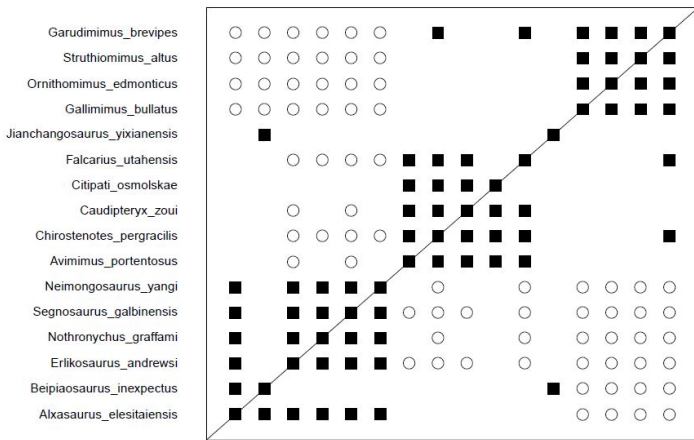 Garudimimus_brevipes
Struthiomimus_altus
Ornithomimus_edmonticus
Gallimimus_bullatus
Jianchangosaurus_yixianensis
Falcarius_utahensis
Citipati_osmolskae
Caudipteryx_zoui
Chirostenotes_pergracilis
Avimimus_portentosus
Neimongosaurus_yangi
Segnosaurus_galbinensis
Nothronychus_graffami
Erlikosaurus_andrewsi
Beipiaosaurus_inexpectus
Alxasaurus_elesitaiensis